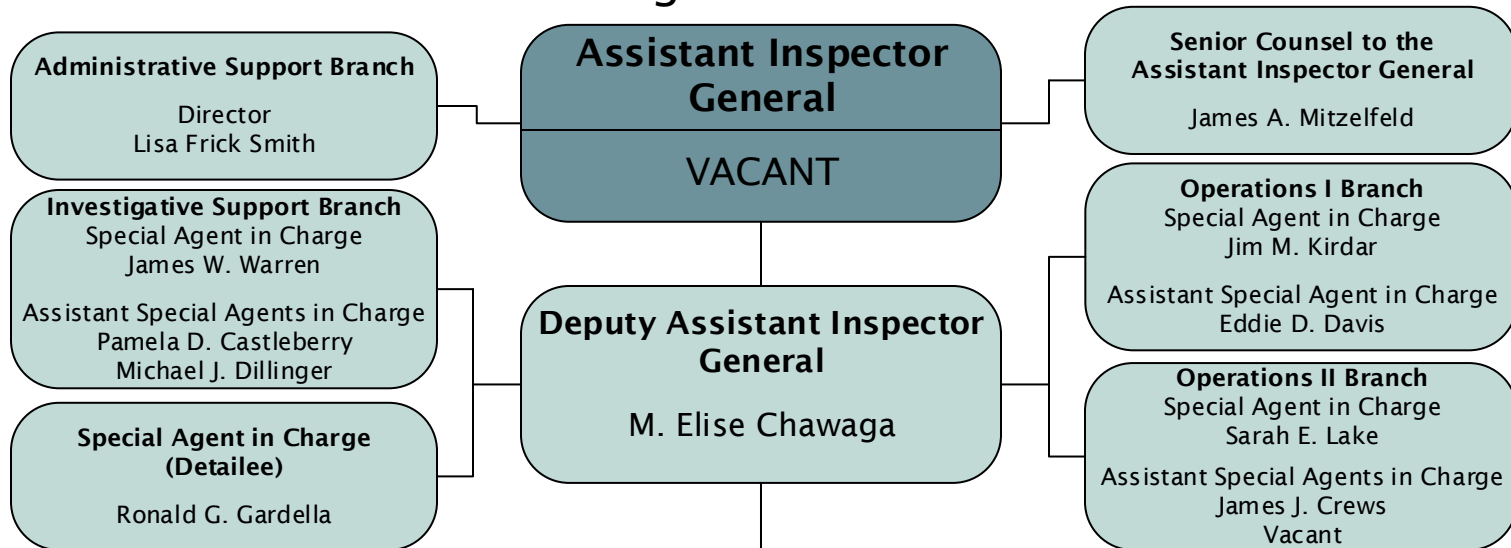 Administrative Support Branch
Director
Lisa Frick Smith
Assistant Inspector
General
VACANT
Senior Counsel to the
Assistant Inspector General
James A. Mitzelfeld
Investigative Support Branch
Special Agent in Charge
James W. Warren
Assistant Special Agents in Charge
Pamela D. Castleberry
Michael J. Dillinger
Operations I Branch
Special Agent in Charge
Jim M. Kirdar
Assistant Special Agent in Charge
Eddie D. Davis
Deputy Assistant Inspector
General
M. Elise Chawaga
Special Agent in Charge
(Detailee)
Ronald G. Gardella
Operations II Branch
Special Agent in Charge
Sarah E. Lake
Assistant Special Agents in Charge
James J. Crews
Vacant